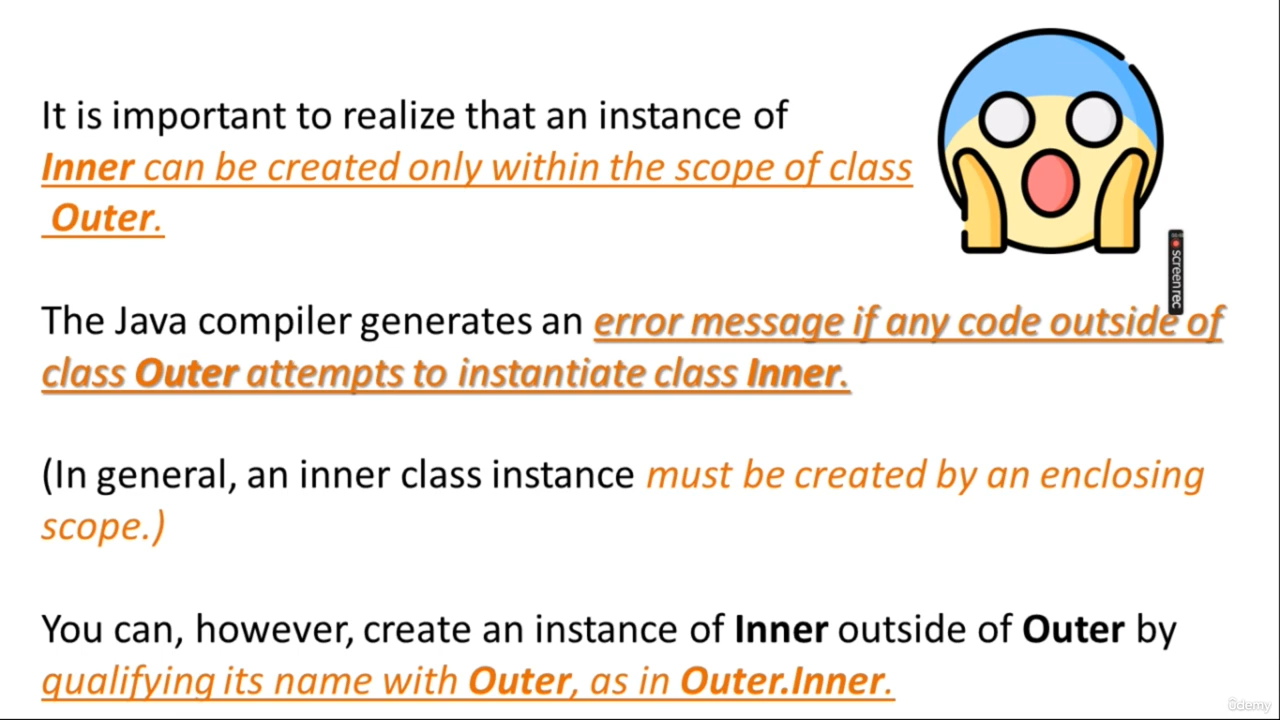 It is important to realize that an instance of
Inner can be created only within the scope of class
Outer.
screenrec
The Java compiler generates an error message if any code outside of
class Outer attempts to instantiate class Inner.
(In general, an inner class instance must be created by an enclosing
scope.)
You can, however, create an instance of Inner outside of Outer by
qualifying its name with Outer, as in Outer.Inner.
ûdemy